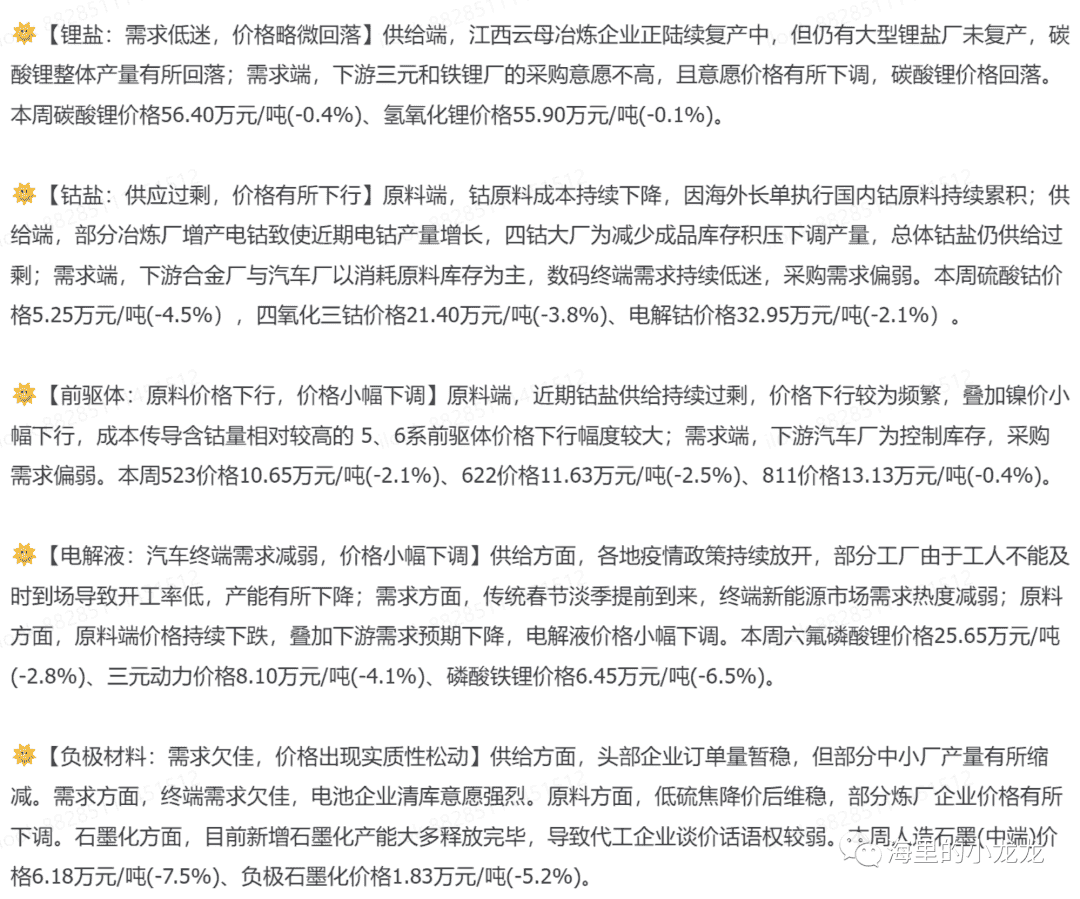 【锂盐：需求低迷，价格略微回落】供给端，江西云母冶炼企业正陆续复产中，但仍有大型锂盐厂未复产，碳
酸锂整体产量有所回落；需求端，下游三元和铁锂厂的采购意愿不高，且意愿价格有所下调，碳酸锂价格回落。
本周碳酸锂价格56.40万元/吨(-0.4%)、氢氧化锂价格55.90万元/吨(-0.1%)。
【钴盐：供应过剩，价格有所下行】原料端，钴原料成本持续下降，因海外长单执行国内钴原料持续累积；供
给端，部分冶炼厂增产电钴致使近期电钴产量增长，四钴大厂为减少成品库存积压下调产量，总体钴盐仍供给过
剩；需求端，下游合金厂与汽车厂以消耗原料库存为主，数码终端需求持续低迷，采购需求偏弱。本周硫酸钴价
格5.25万元/吨(-4.5%），四氧化三钴价格21.40万元/吨(-3.8%)、电解钴价格32.95万元/吨(-2.1%）。
【前驱体：原料价格下行，价格小幅下调】原料端，近期钴盐供给持续过剩，价格下行较为频繁，叠加镍价小
幅下行，成本传导含钴量相对较高的 5、6系前驱体价格下行幅度较大；需求端，下游汽车厂为控制库存，采购
需求偏弱。本周523价格10.65万元/吨(-2.1%)、622价格11.63万元/吨(-2.5%)、811价格13.13万元/吨(-0.4%)。
【电解液：汽车终端需求减弱，价格小幅下调】供给方面，各地疫情政策持续放开，部分工厂由于工人不能及
时到场导致开工率低，产能有所下降；需求方面，传统春节淡季提前到来，终端新能源市场需求热度减弱；原料
方面，原料端价格持续下跌，叠加下游需求预期下降，电解液价格小幅下调。本周六氟磷酸锂价格25.65万元/吨
(-2.8%)、三元动力价格8.10万元/吨(-4.1%)、磷酸铁锂价格6.45万元/吨(-6.5%)。
【负极材料：需求欠佳，价格出现实质性松动】供给方面，头部企业订单量暂稳，但部分中小厂产量有所缩
减。需求方面，终端需求欠佳，电池企业清库意愿强烈。原料方面，低硫焦降价后维稳，部分炼厂企业价格有所
下调。石墨化方面，目前新增石墨化产能大多释放完毕，导致代工企业谈价话语权较弱。本周人造石墨(中端)价
格6.18万元/吨(-7.5%)、负极石墨化价格1.83万元/吨(-5.2%)。
海里的小龙龙